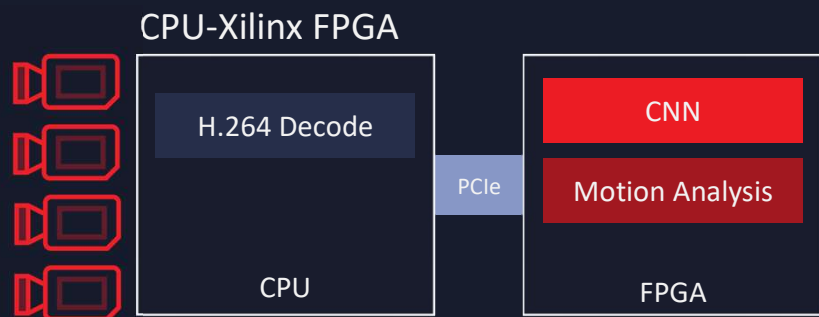 CPU-Xilinx FPGA
H.264 Decode
CPU
PCIe
CNN
Motion Analysis
FPGA